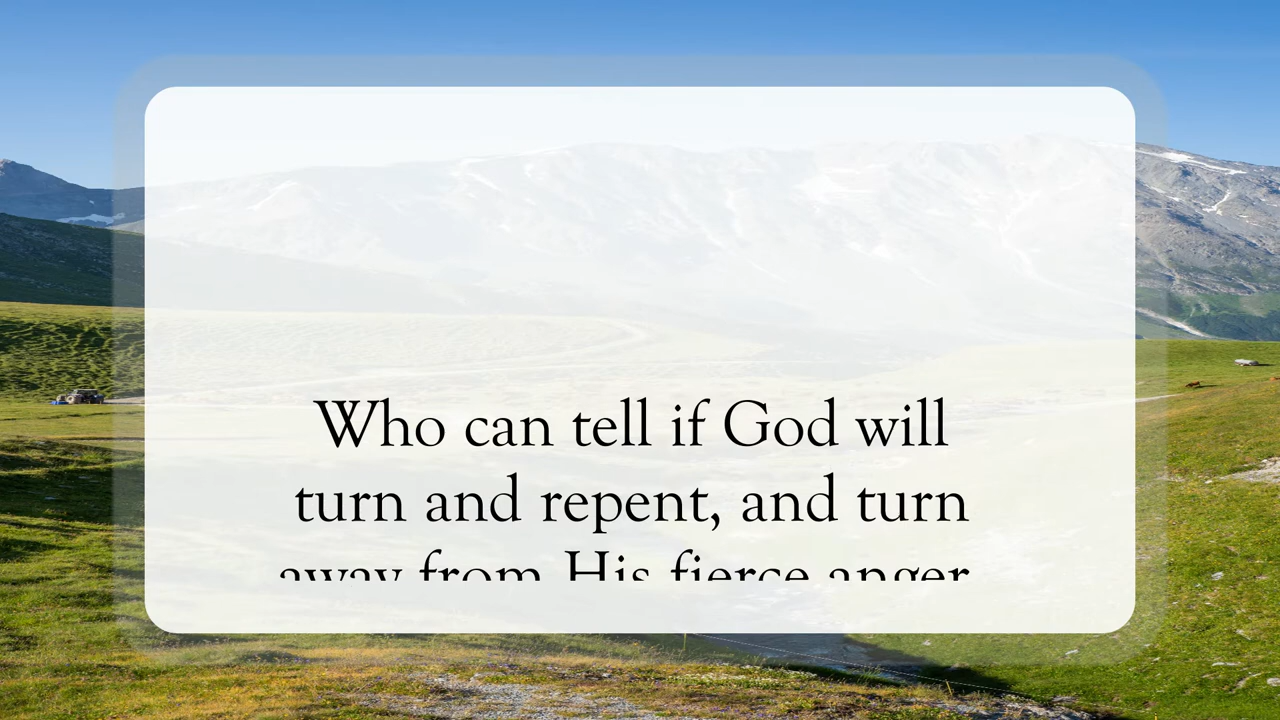 Who can tell if God will
turn and repent, and turn
away from His fierce anger